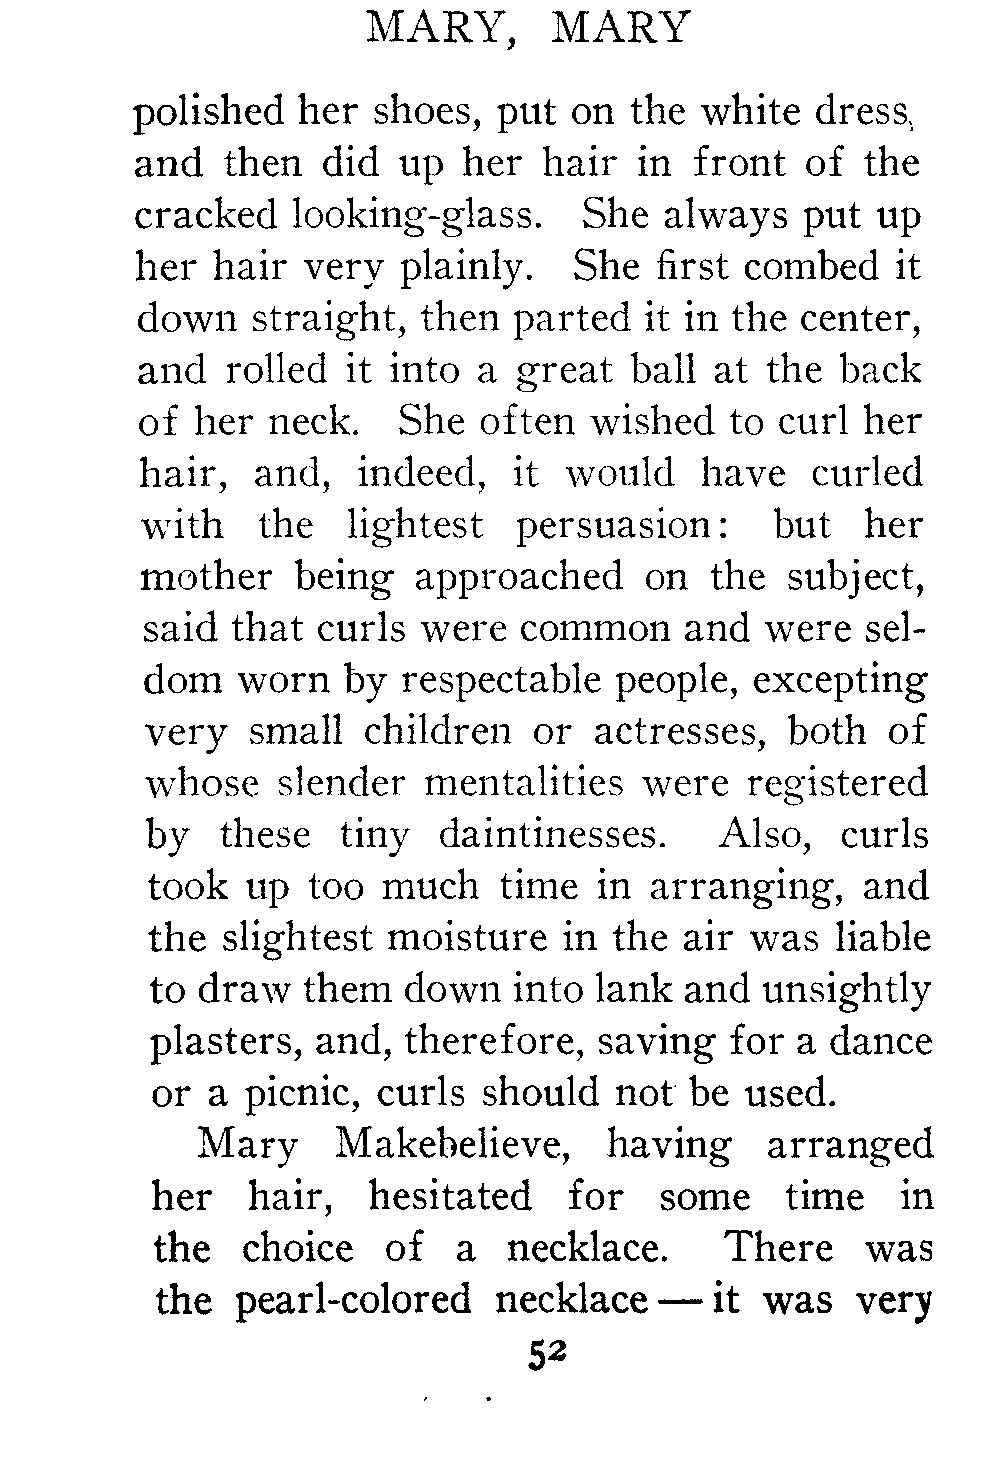 MARY, MARY
polished her shoes, put on the white dress,
and then did up her hair in front of the
cracked looking-glass. She always put up
her hair very plainly. She first combed it
down straight, then parted it in the center,
and rolled it into a great ball at the back
of her neck. She often wished to curl her
hair, and, indeed, it would have curled
with the lightest persuasion: but her
mother being approached on the subject,
said that curls were common and were sel-
dom worn by respectable people, excepting
very small children or actresses, both of
whose slender mentalities were registered
by these tiny daintinesses. Also, curls
took up too much time in arranging, and
the slightest moisture in the air was liable
to draw them down into lank and unsightly
plasters, and, therefore, saving for a dance
or a picnic, curls should not be used.
Mary Makebelieve, having arranged
her hair, hesitated for some time in
the choice of a necklace. There was
the pearl-colored necklace — it was very
52